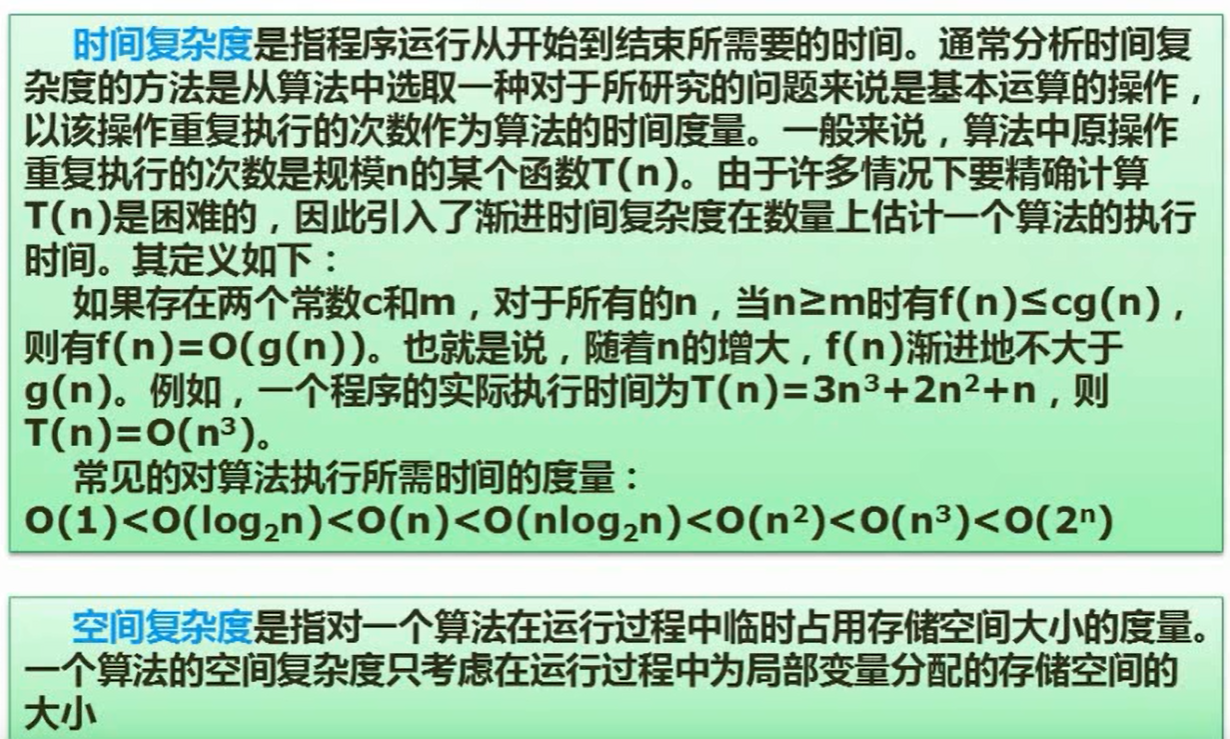 时间复杂度是指程序运行从开始到结束所需要的时间。通常分析时间复
杂度的方法是从算法中选取一种对于所研究的问题来说是基本运算的操作，
以该操作重复执行的次数作为算法的时间度量。一般来说，算法中原操作
重复执行的次数是规模n的某个函数T(n)。由于许多情况下要精确计算
T(n)是困难的，因此引入了渐进时间复杂度在数量上估计一个算法的执行
时间。其定义如下：
如果存在两个常数c和m，对于所有的n，当n≥m时有f(n)≤cg(n)，
则有f(n)=O(g(n))。也就是说，随着n的增大，f(n)渐进地不大于
g(n)。例如，一个程序的实际执行时间为T(n)=3n³+2n²+n，则
T(n)=O(n³)。
常见的对算法执行所需时间的度量：
O(1)<O(log₂n)<O(n)<O(nlog₂n)<O(n²)<O(n³)<O(2ⁿ)
空间复杂度是指对一个算法在运行过程中临时占用存储空间大小的度量。
一个算法的空间复杂度只考虑在运行过程中为局部变量分配的存储空间的
大小